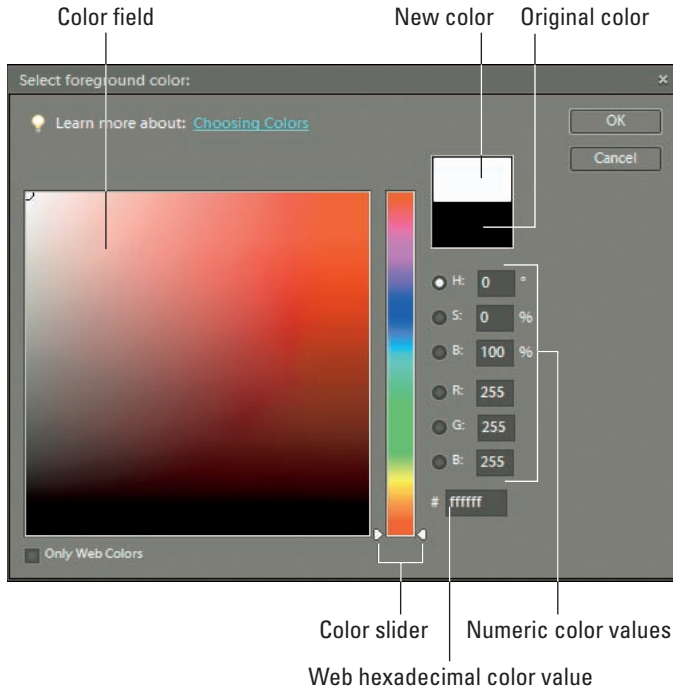 Color field New color Original color
Select foreground color: ×
Learn more about: Choosing Colors
OK
Cancel
H: 0 °
S: 0 %
B: 100 %
R: 255
G: 255
B: 255
# ffffff
Only Web Colors
Color slider Numeric color values
Web hexadecimal color value